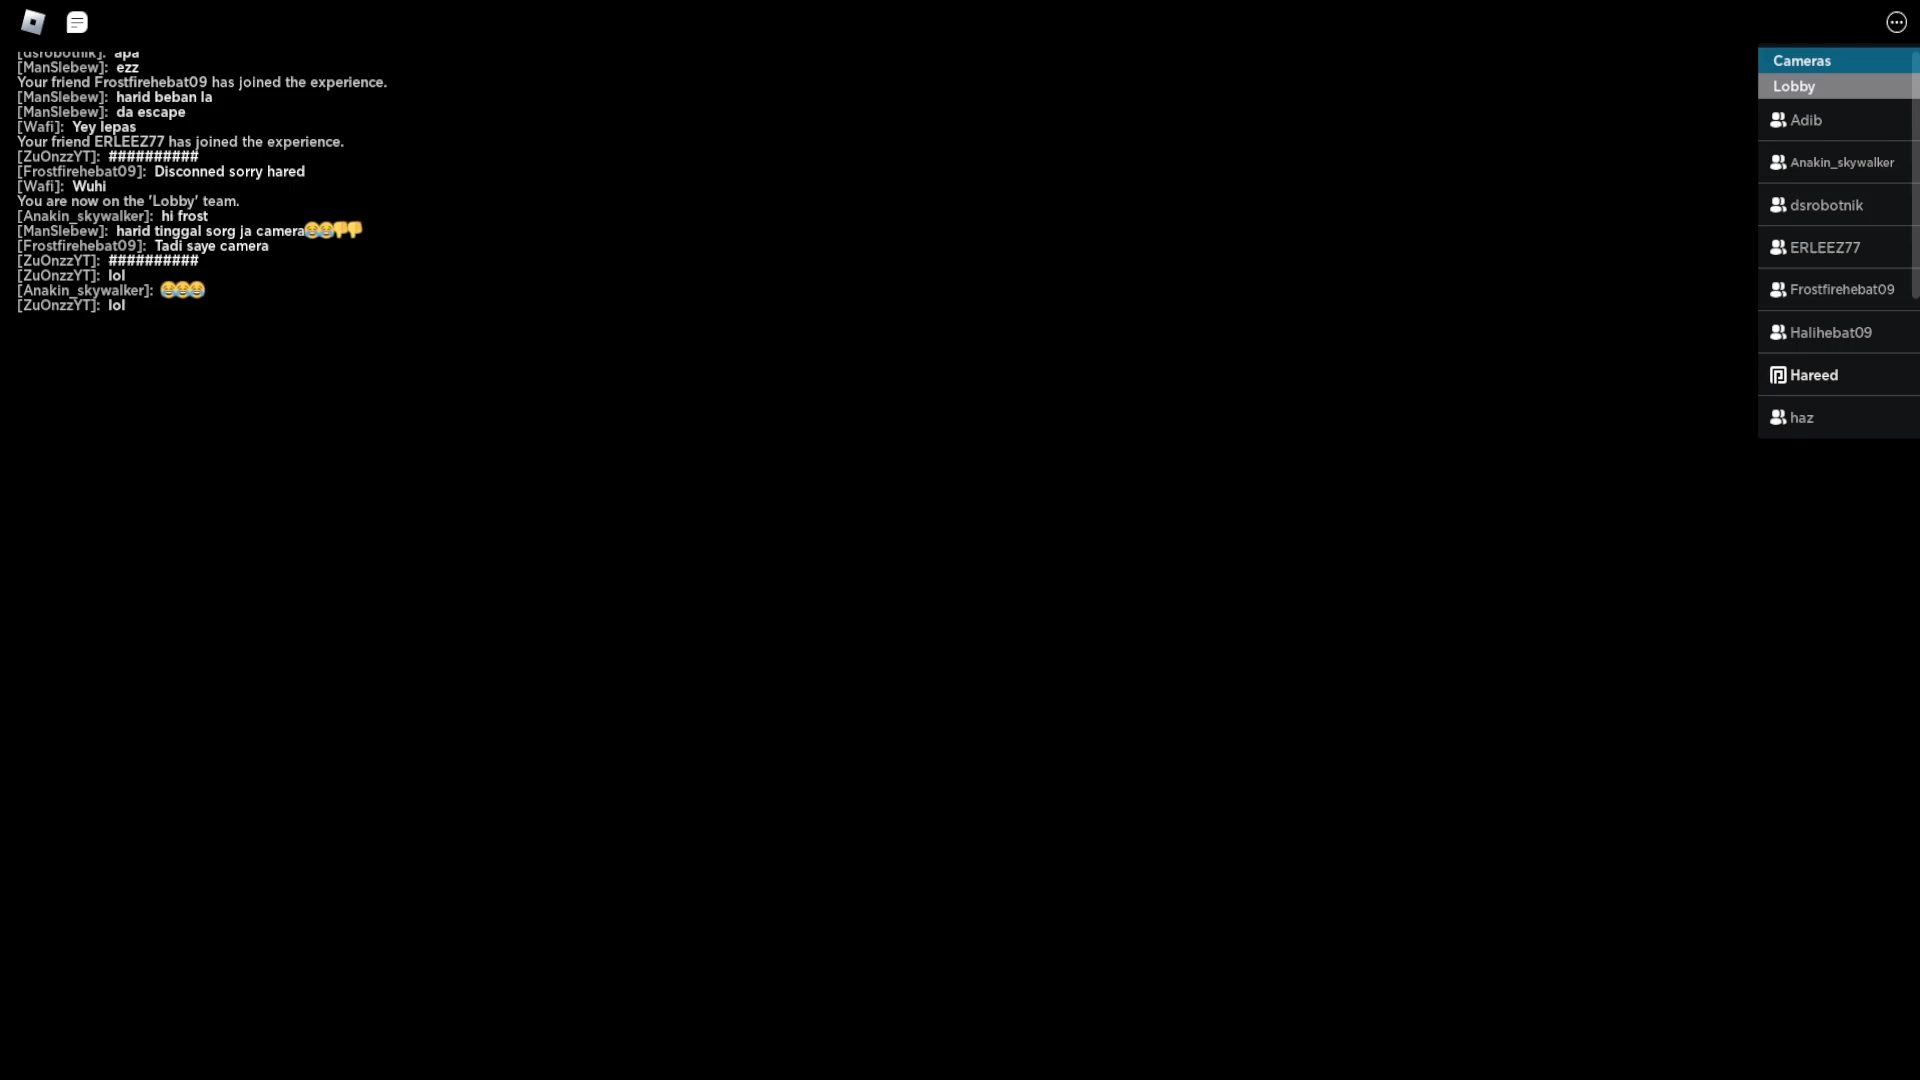 [dsrobotnik]: apa
[ManSlebew]: ezz
Your friend Frostfirehebat09 has joined the experience.
[ManSlebew]: harid beban la
[ManSlebew]: da escape
[Wafi]: Yey lepas
Your friend ERLEEZ77 has joined the experience.
[ZuOnzzYT]: ##########
[Frostfirehebat09]: Disconned sorry hared
[Wafi]: Wuhi
You are now on the 'Lobby' team.
[Anakin_skywalker]: hi frost
[ManSlebew]: harid tinggal sorg ja camera😂😂👎👎
[Frostfirehebat09]: Tadi saye camera
[ZuOnzzYT]: ##########
[ZuOnzzYT]: lol
[Anakin_skywalker]: 😂😂😂
[ZuOnzzYT]: lol
Cameras
Lobby
Adib
Anakin_skywalker
dsrobotnik
ERLEEZ77
Frostfirehebat09
Halihebat09
Hareed
haz